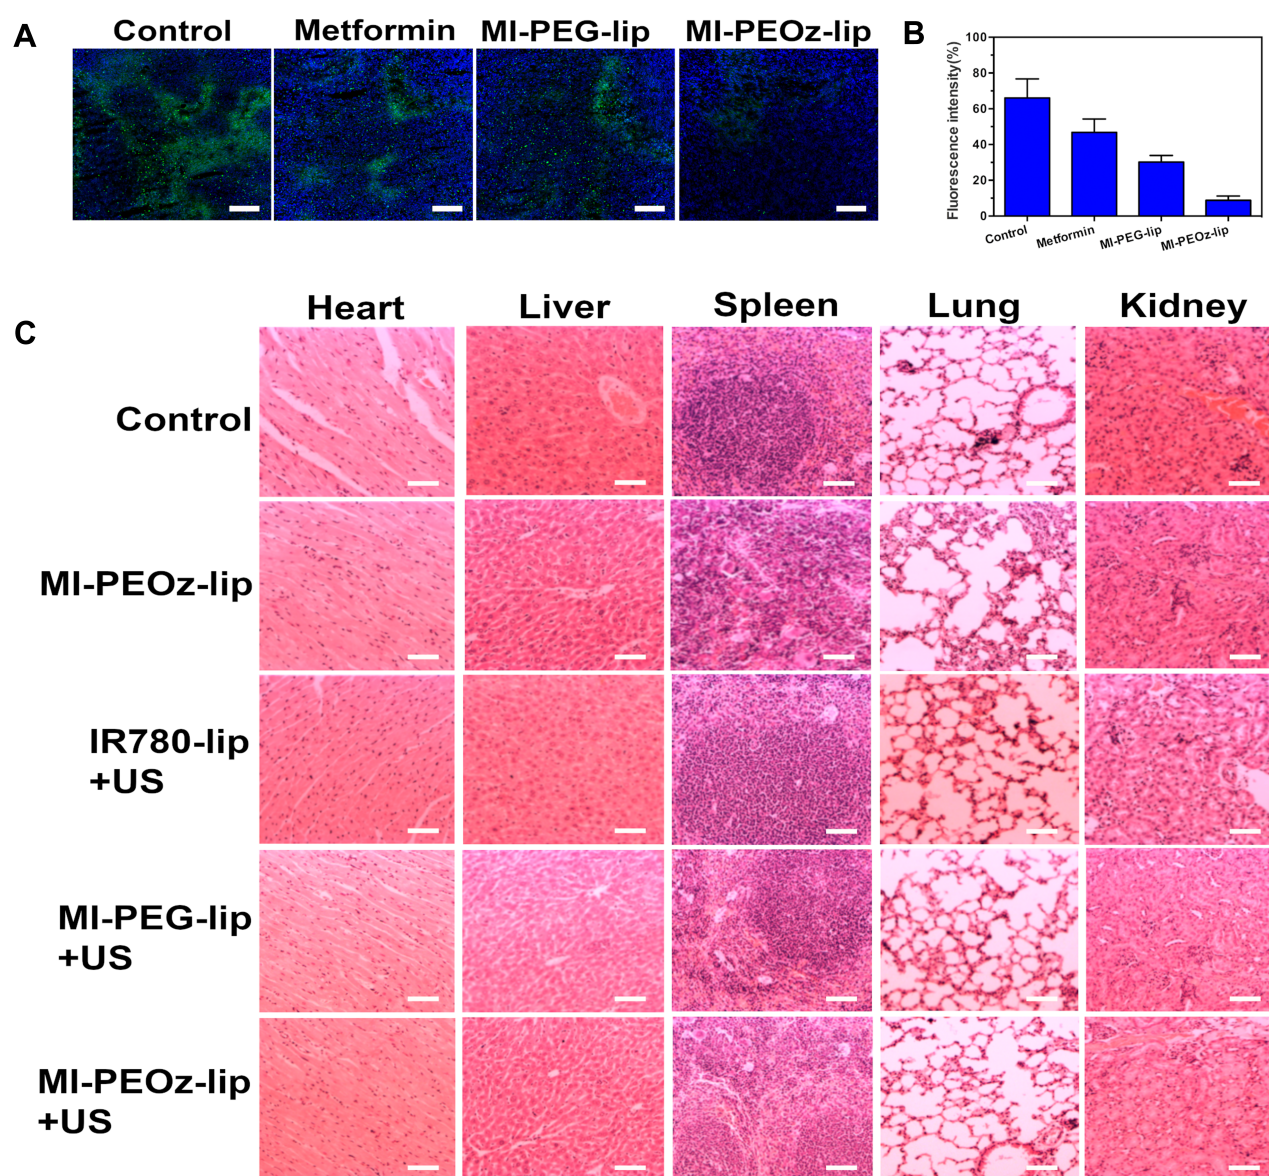 A
Control
Metformin
MI-PEG-lip
MI-PEOz-lip
B
Fluorescence intensity(%)
100
80
60
40
20
0
Control
Metformin
MI-PEG-lip
MI-PEOz-lip
C
Heart
Liver
Spleen
Lung
Kidney
Control
MI-PEOz-lip
IR780-lip
+US
MI-PEG-lip
+US
MI-PEOz-lip
+US